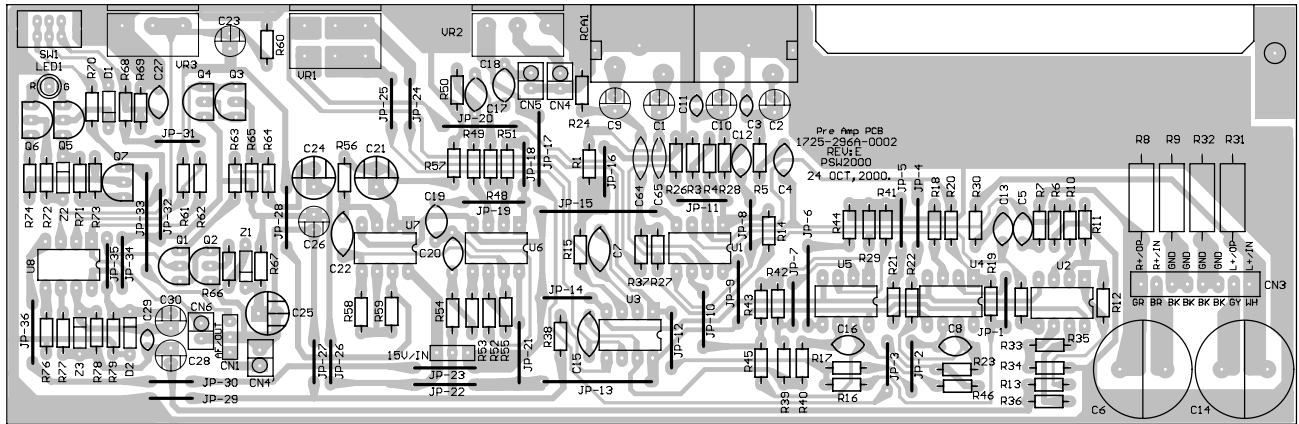 C23
R60
SW1
LED1
VR3
VR1
VR2
RCA1
R G
R70
D1
R68
R69
C27
Q4
Q3
JP-25
JP-24
R50
C18
C17
CN5
CN4
R24
C9
C1
C11
C10
C3
C2
Q6
Q5
JP-31
JP-20
R49
R51
JP-17
Pre Amp PCB
1725-296A-0002
REV:E
PSW2000
24 OCT,2000.
R8
R9
R32
R31
Q7
R63
R65
R64
C24
R56
C21
R57
JP-18
R1
JP-16
C64
C65
R26
R3
R4
R28
C12
R5
C4
R74
R72
Z2
R71
R73
JP-33
JP-32
R61
R62
JP-28
C26
C19
R48
JP-19
JP-15
JP-11
JP-8
R14
JP-6
R44
R41
JP-5
JP-4
R18
R20
R30
C13
C5
R7
R6
R10
R11
U8
JP-35
JP-34
Q1
Q2
Z1
R67
R66
C22
U7
C20
U6
R15
C7
R37
R27
U1
R42
JP-7
R29
U5
R21
R22
U4
R19
U2
R+/OP
R+/IN
GND
GND
GND
L+/OP
L+/IN
CN3
GR
BR
BK
BK
BK
GY
WH
JP-36
C29
C30
CN6
C25
R58
R59
R54
R53
R52
R55
JP-21
JP-14
U3
R38
C15
JP-12
JP-10
JP-9
R43
C16
C8
JP-1
R12
R76
R77
Z3
R78
R79
D2
C28
AF.OUT
CN1
CN4
JP-27
JP-26
15V/IN
JP-23
JP-22
JP-13
R45
R39
R40
R17
R16
JP-3
JP-2
R23
R46
R33
R35
R34
R13
R36
C6
C14
JP-30
JP-29